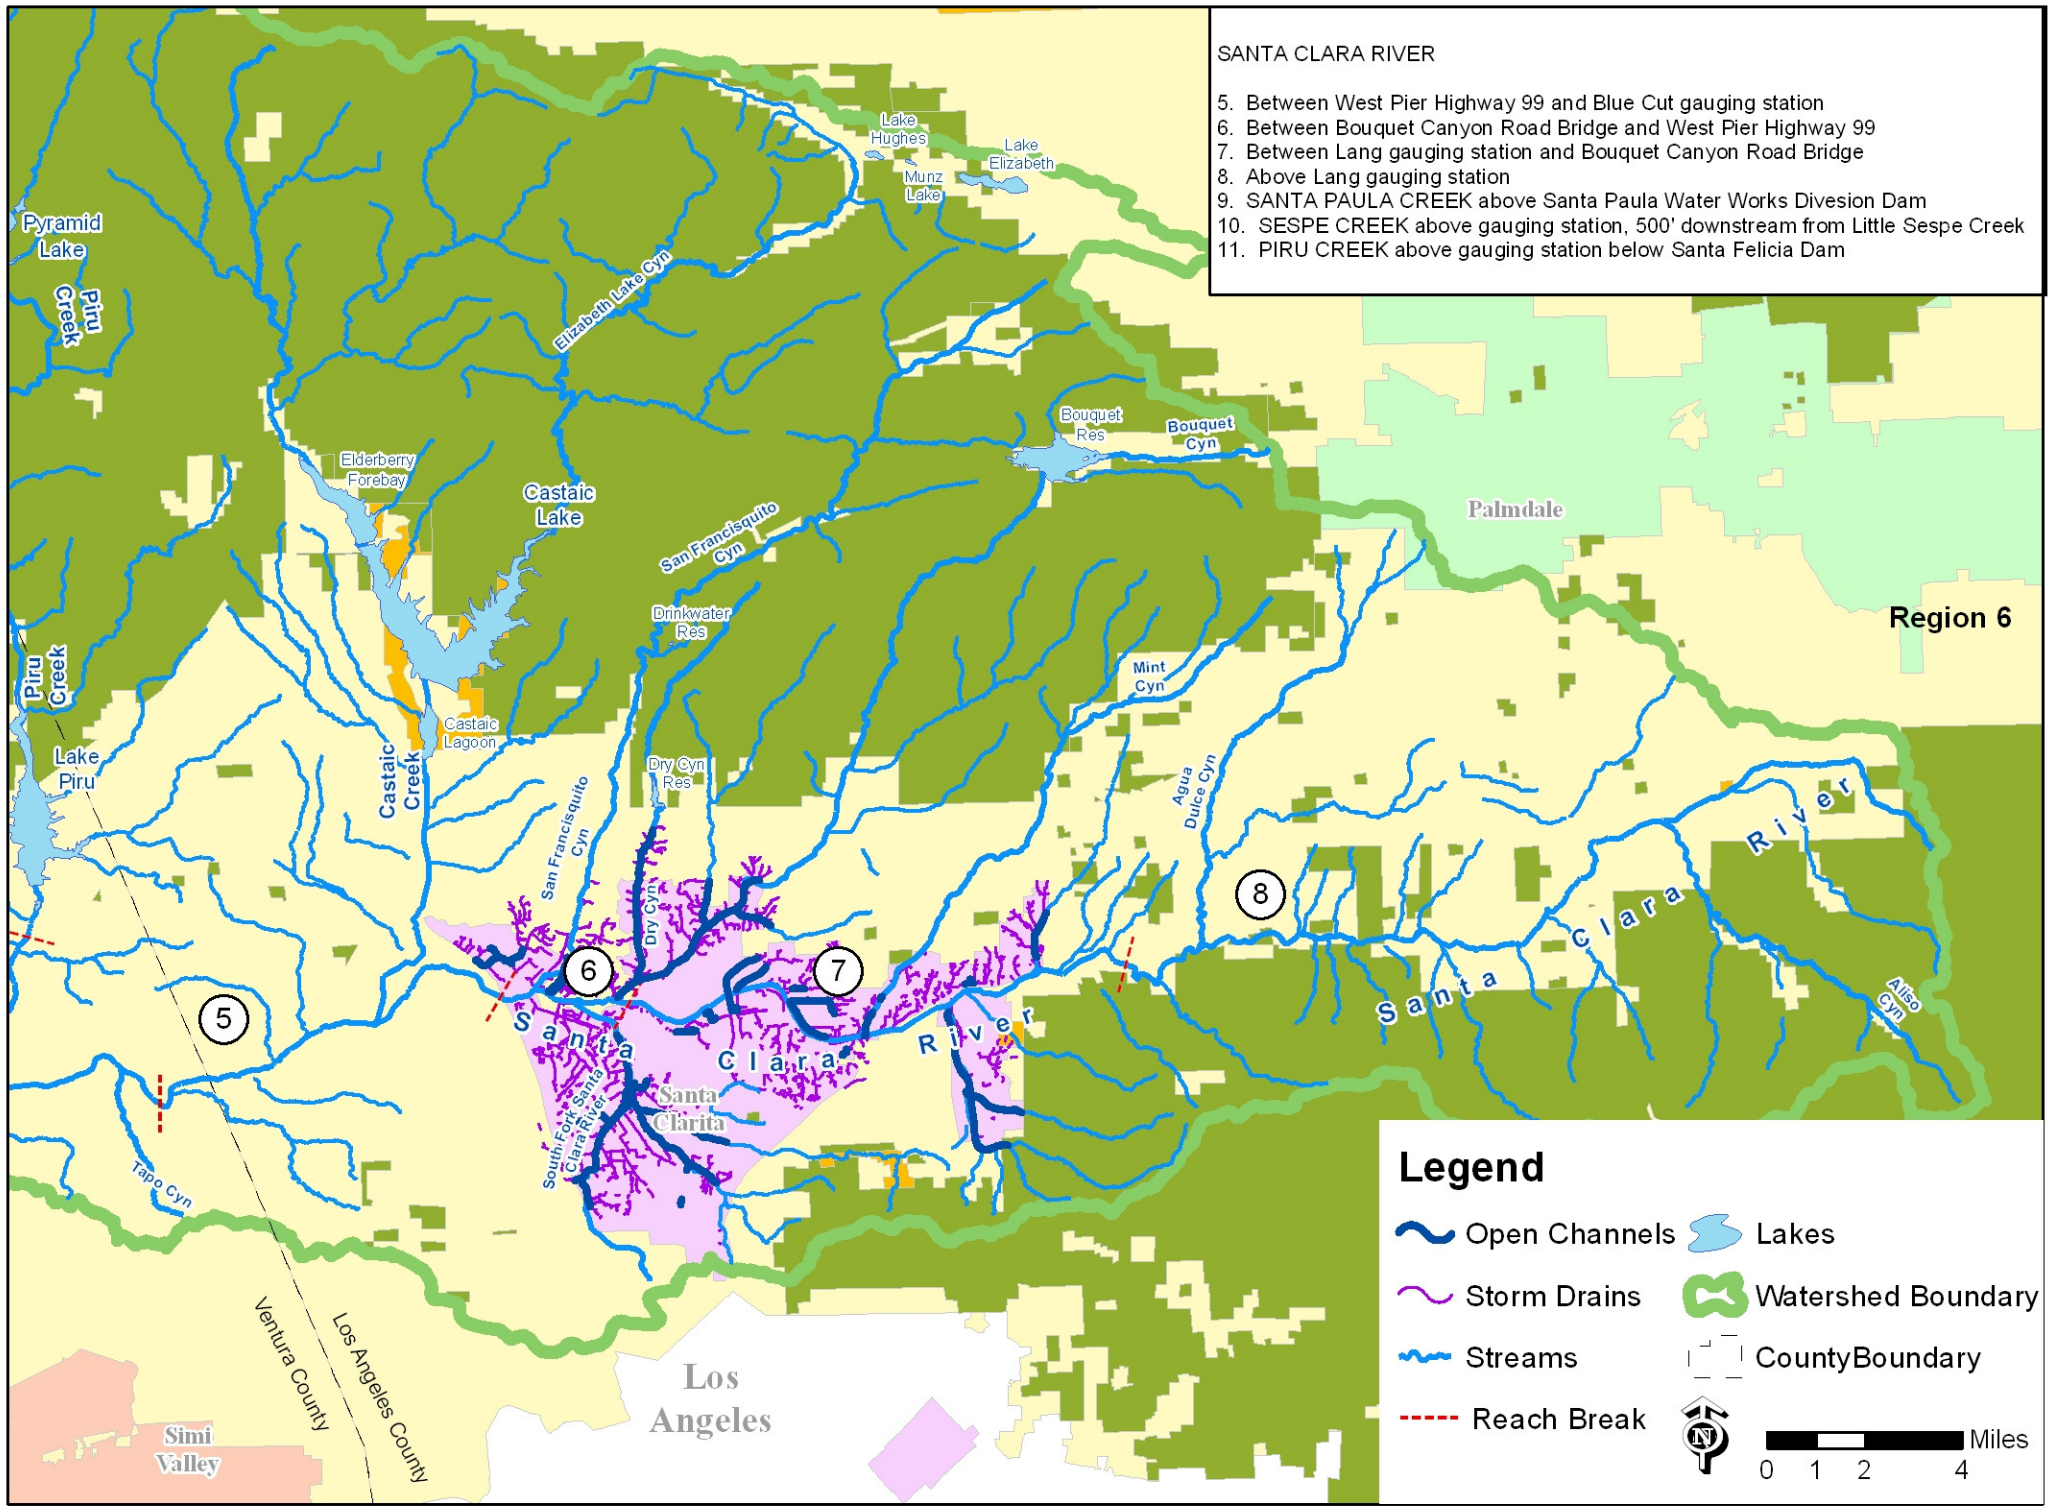 SANTA CLARA RIVER
5. Between West Pier Highway 99 and Blue Cut gauging station
6. Between Bouquet Canyon Road Bridge and West Pier Highway 99
7. Between Lang gauging station and Bouquet Canyon Road Bridge
8. Above Lang gauging station
9. SANTA PAULA CREEK above Santa Paula Water Works Divesion Dam
10. SESPE CREEK above gauging station, 500' downstream from Little Sespe Creek
11. PIRU CREEK above gauging station below Santa Felicia Dam
Lake
Hughes
Lake
Elizabeth
Munz
Lake
Pyramid
Lake
Piru
Creek
Elizabeth Lake Cyn
Bouquet
Res
Bouquet
Cyn
Elderberry
Forebay
Castaic
Lake
San Francisquito
Cyn
Palmdale
Region 6
Drinkwater
Res
Piru
Creek
Mint
Cyn
Castaic
Lagoon
Lake
Piru
Castaic
Creek
Dry Cyn
Res
Agua
Dulce Cyn
San Francisquito
Cyn
Dry Cyn
8
6
7
5
Santa Clara River
Aliso
Cyn
Santa Clara River
Santa
Clarita
South Fork Santa
Clara River
Tapo Cyn
Ventura County
Los Angeles County
Los
Angeles
Simi
Valley
Legend
Open Channels
Lakes
Storm Drains
Watershed Boundary
Streams
CountyBoundary
Reach Break
N
Miles
0 1 2 4